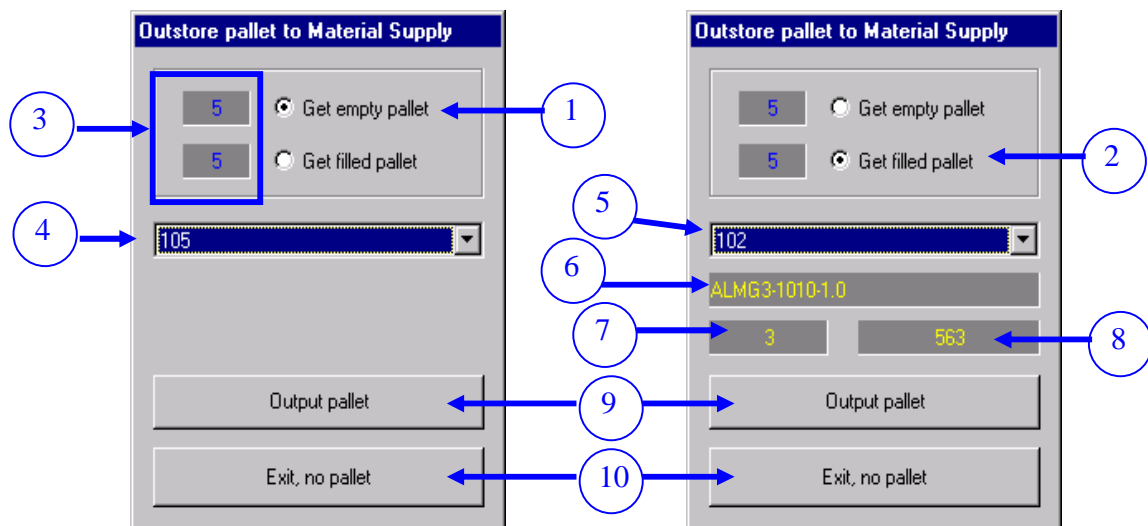 Outstore pallet to Material Supply
5 Get empty pallet
5 Get filled pallet
105
Output pallet
Exit, no pallet
3
4
1
5
6
7
9
10
Outstore pallet to Material Supply
5 Get empty pallet
5 Get filled pallet
102
ALMG3-1010-1.0
3 563
Output pallet
Exit, no pallet
2
8